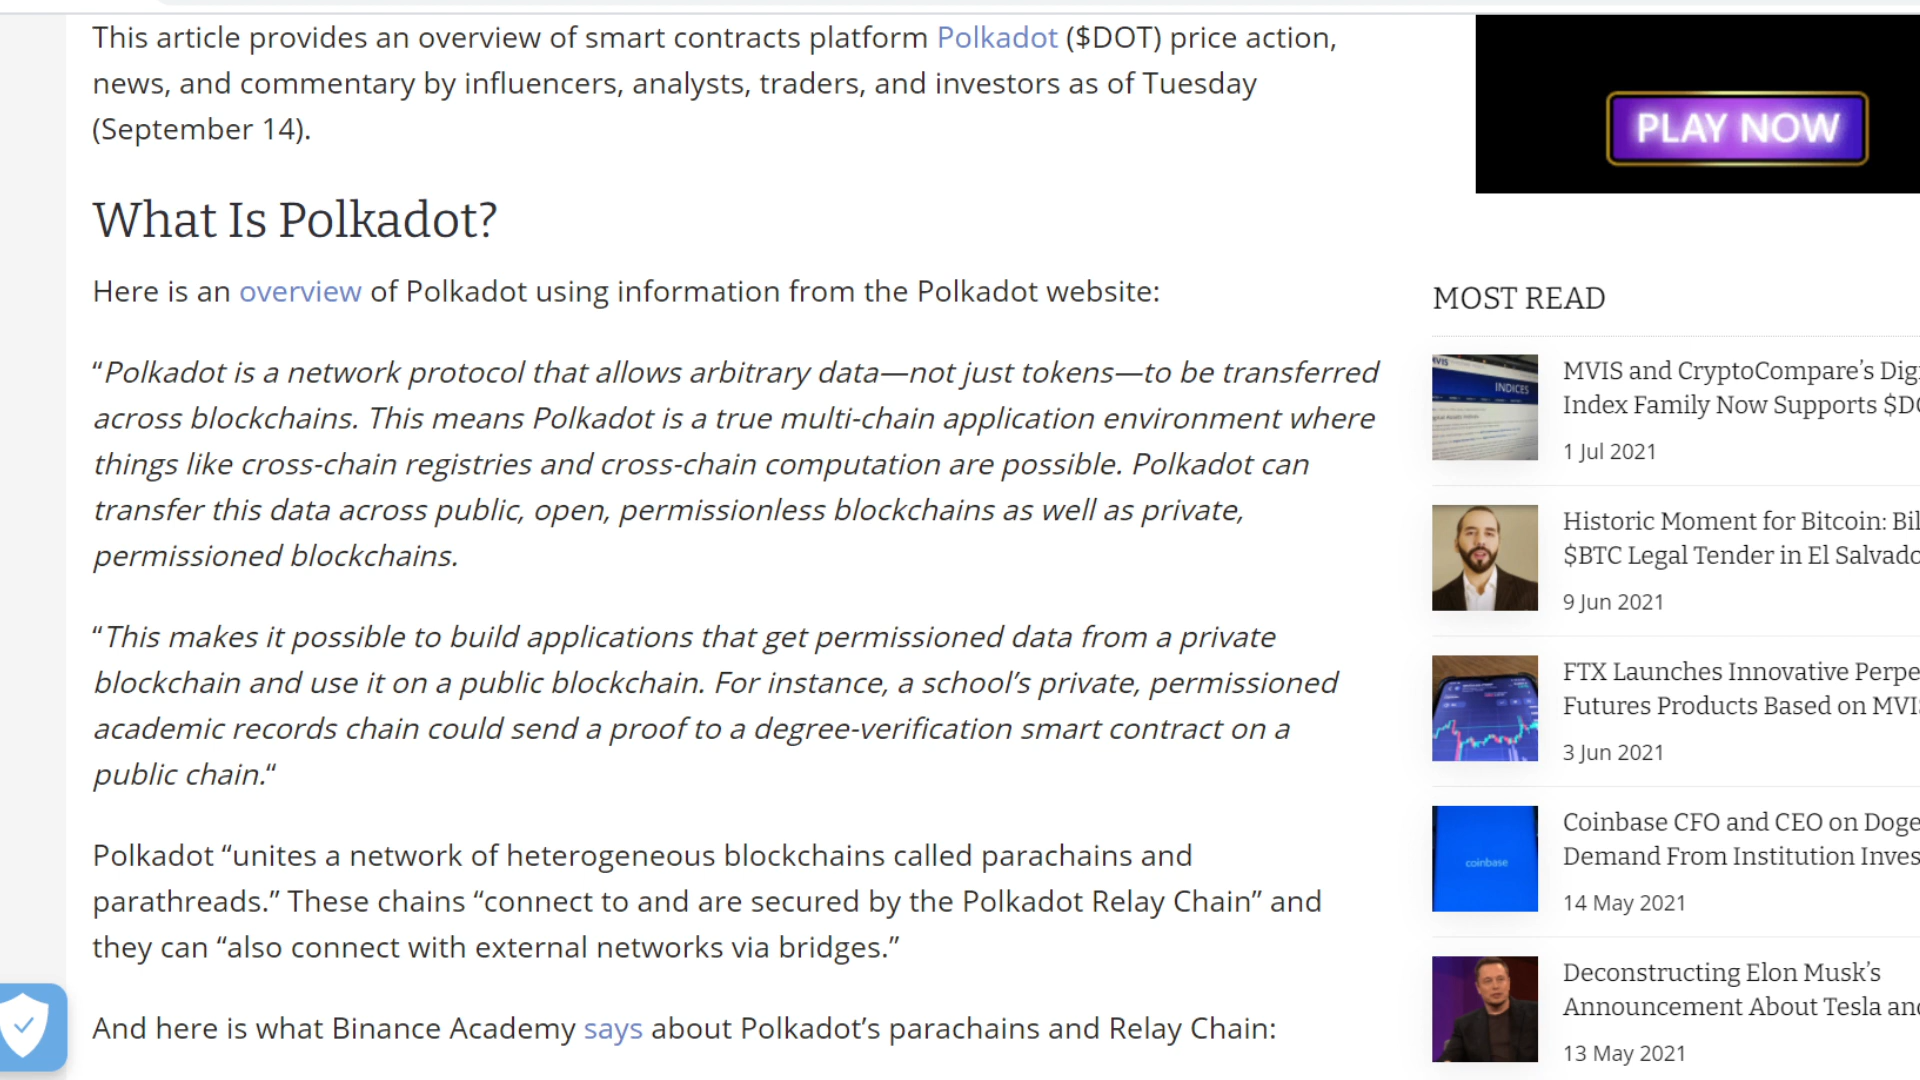 This article provides an overview of smart contracts platform Polkadot ($DOT) price action,
news, and commentary by influencers, analysts, traders, and investors as of Tuesday
(September 14).
What Is Polkadot?
Here is an overview of Polkadot using information from the Polkadot website:
“Polkadot is a network protocol that allows arbitrary data—not just tokens—to be transferred
across blockchains. This means Polkadot is a true multi-chain application environment where
things like cross-chain registries and cross-chain computation are possible. Polkadot can
transfer this data across public, open, permissionless blockchains as well as private,
permissioned blockchains.
“This makes it possible to build applications that get permissioned data from a private
blockchain and use it on a public blockchain. For instance, a school’s private, permissioned
academic records chain could send a proof to a degree-verification smart contract on a
public chain.“
Polkadot “unites a network of heterogeneous blockchains called parachains and
parathreads.” These chains “connect to and are secured by the Polkadot Relay Chain” and
they can “also connect with external networks via bridges.”
And here is what Binance Academy says about Polkadot’s parachains and Relay Chain:
PLAY NOW
MOST READ
MVIS
INDICES
MVIS and CryptoCompare’s Dig
Index Family Now Supports $D
1 Jul 2021
Historic Moment for Bitcoin: Bil
$BTC Legal Tender in El Salvado
9 Jun 2021
FTX Launches Innovative Perpe
Futures Products Based on MVI
3 Jun 2021
coinbase
Coinbase CFO and CEO on Doge
Demand From Institution Inves
14 May 2021
Deconstructing Elon Musk’s
Announcement About Tesla an
13 May 2021